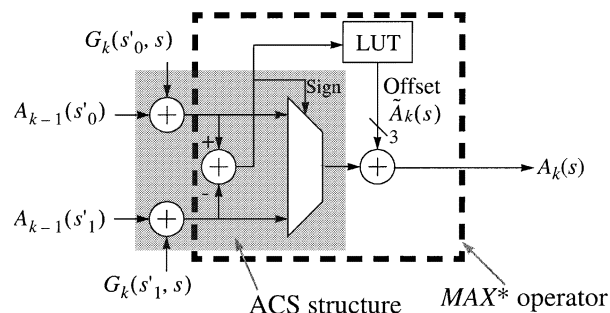 G_k(s'_0, s)
LUT
Sign
Offset
Ã_k(s)
A_{k-1}(s'_0)
3
+
-
A_k(s)
A_{k-1}(s'_1)
G_k(s'_1, s)
ACS structure
MAX* operator